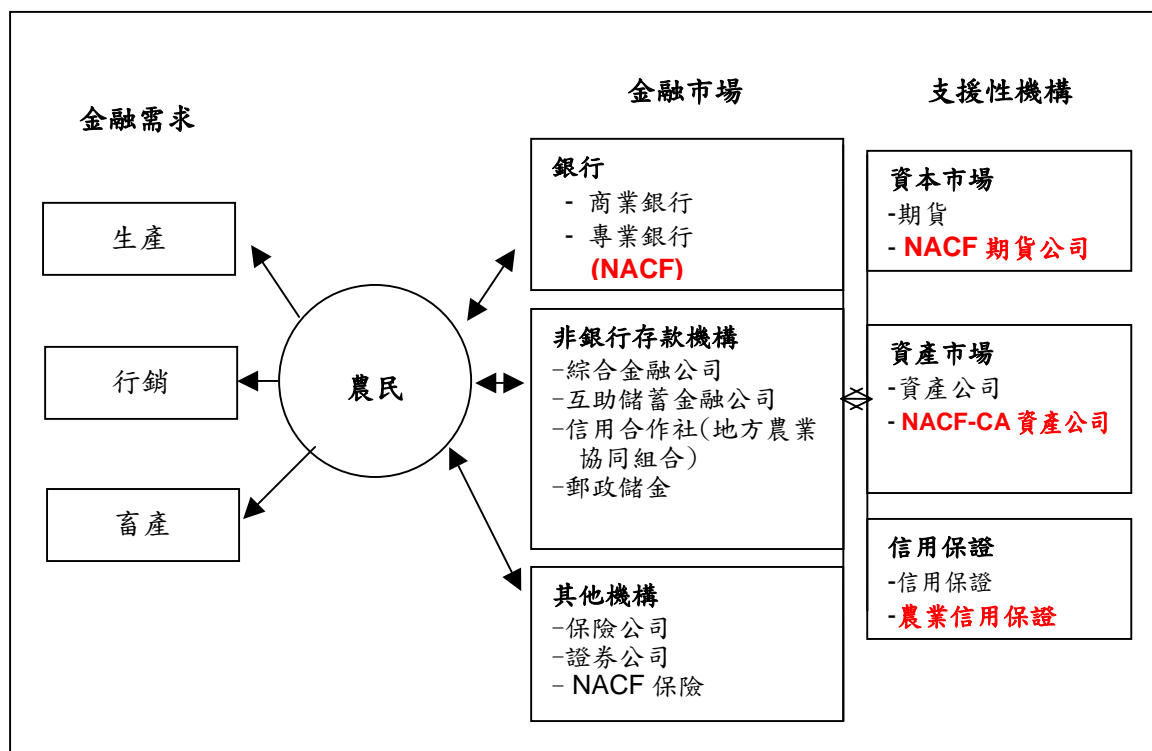 金融需求
生產
行銷
畜產
農民
金融市場
銀行
- 商業銀行
- 專業銀行
(NACF)
非銀行存款機構
-綜合金融公司
-互助儲蓄金融公司
-信用合作社(地方農業
協同組合)
-郵政儲金
其他機構
-保險公司
-證券公司
- NACF 保險
支援性機構
資本市場
-期貨
- NACF 期貨公司
資產市場
-資產公司
- NACF-CA 資產公司
信用保證
-信用保證
-農業信用保證